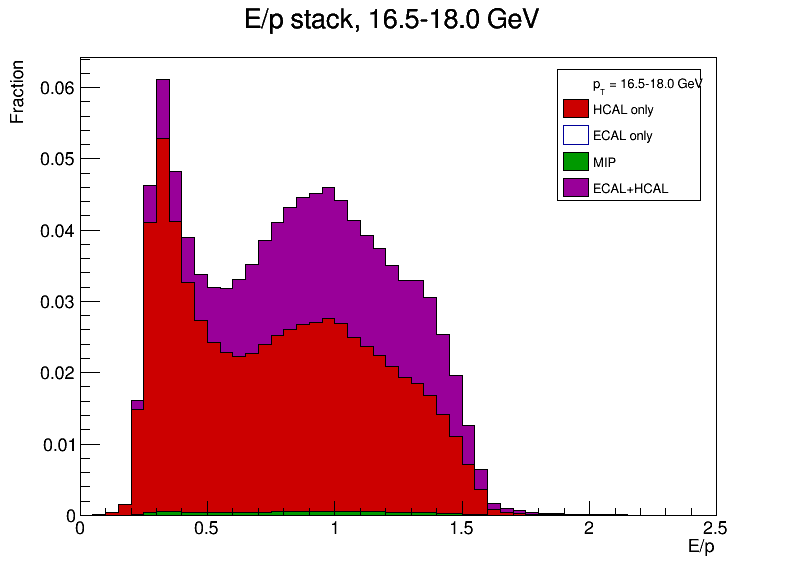 E/p stack, 16.5-18.0 GeV
Fraction
p_T = 16.5-18.0 GeV
HCAL only
ECAL only
MIP
ECAL+HCAL
0.06
0.05
0.04
0.03
0.02
0.01
0
0 0.5 1 1.5 2 2.5
E/p